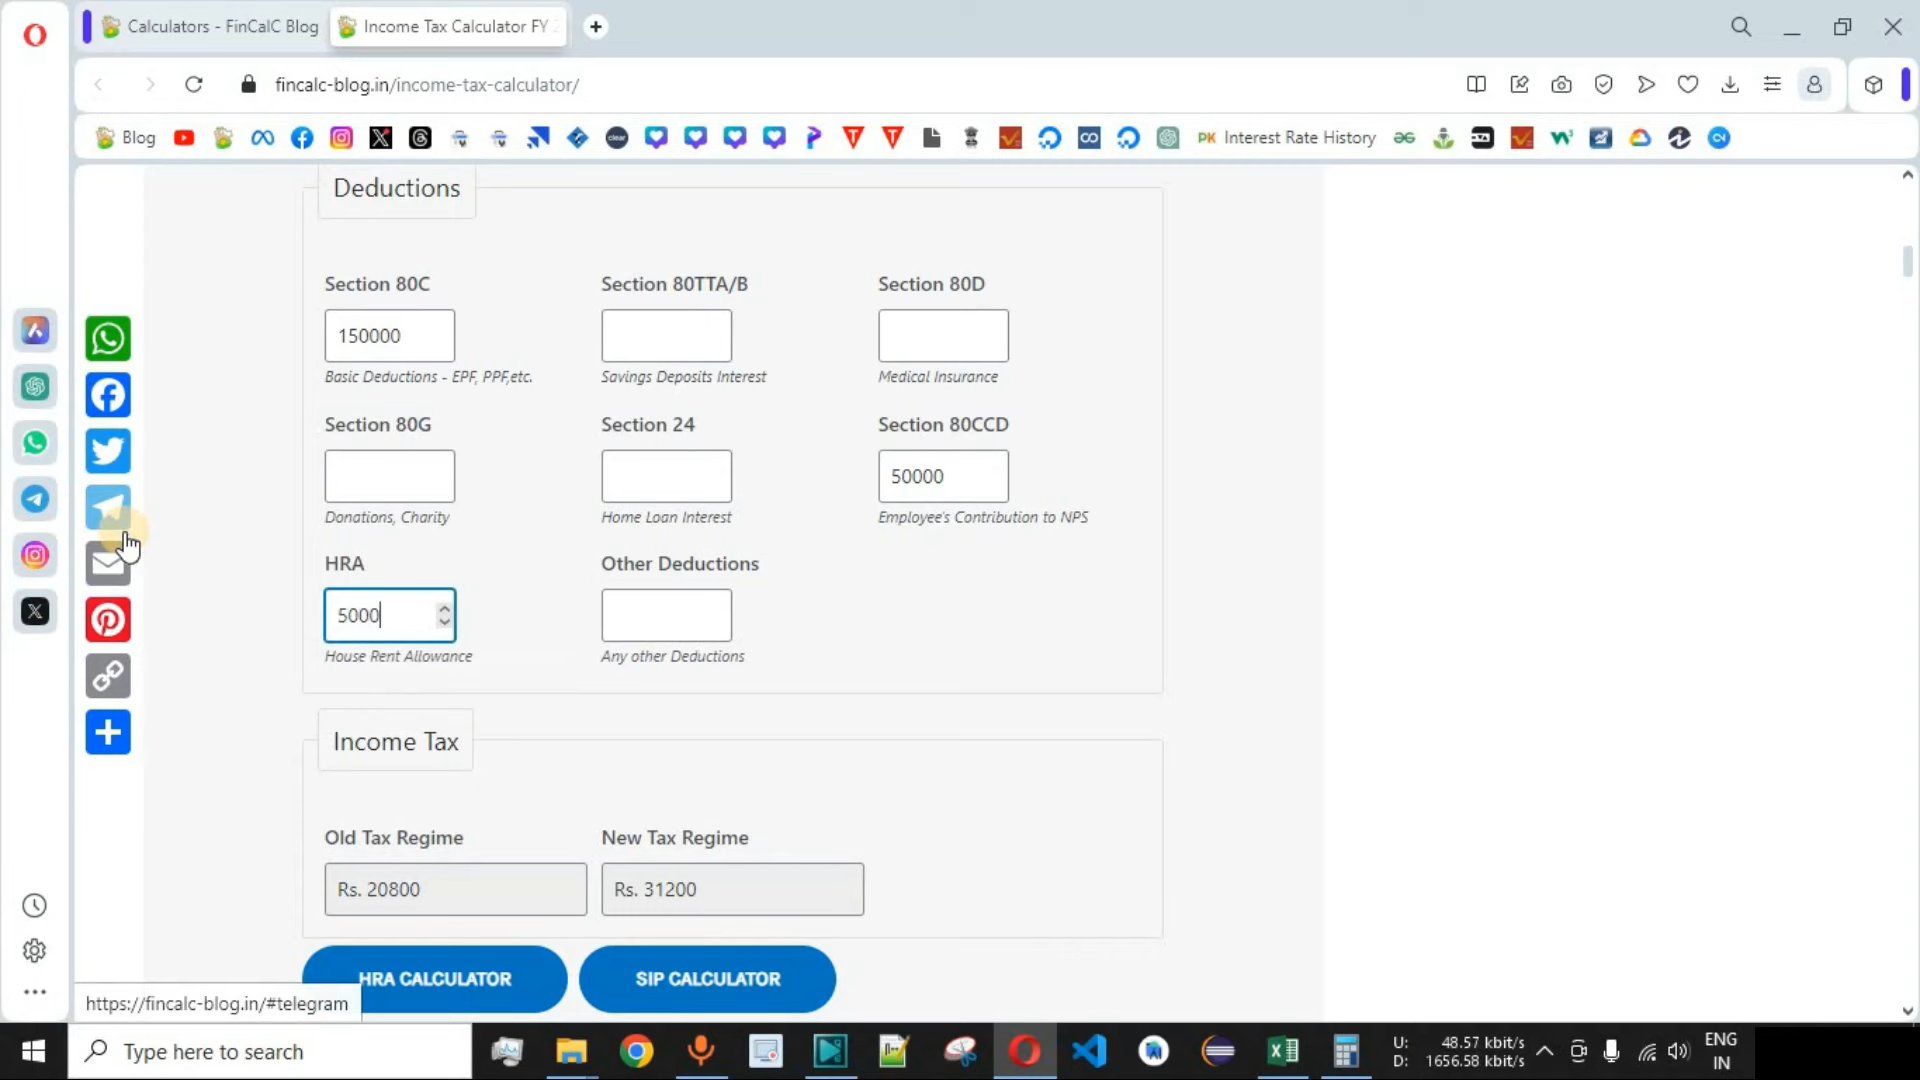 Calculators - FinCalC Blog
Income Tax Calculator FY 2
fincalc-blog.in/income-tax-calculator/
Blog
PK Interest Rate History
Deductions
Section 80C
Section 80TTA/B
Section 80D
150000
Basic Deductions - EPF, PPF,etc.
Savings Deposits Interest
Medical Insurance
Section 80G
Section 24
Section 80CCD
50000
Donations, Charity
Home Loan Interest
Employee's Contribution to NPS
HRA
Other Deductions
5000
House Rent Allowance
Any other Deductions
Income Tax
Old Tax Regime
New Tax Regime
Rs. 20800
Rs. 31200
HRA CALCULATOR
SIP CALCULATOR
https://fincalc-blog.in/#telegram
Type here to search
U: 48.57 kbit/s
D: 1656.58 kbit/s
ENG
IN